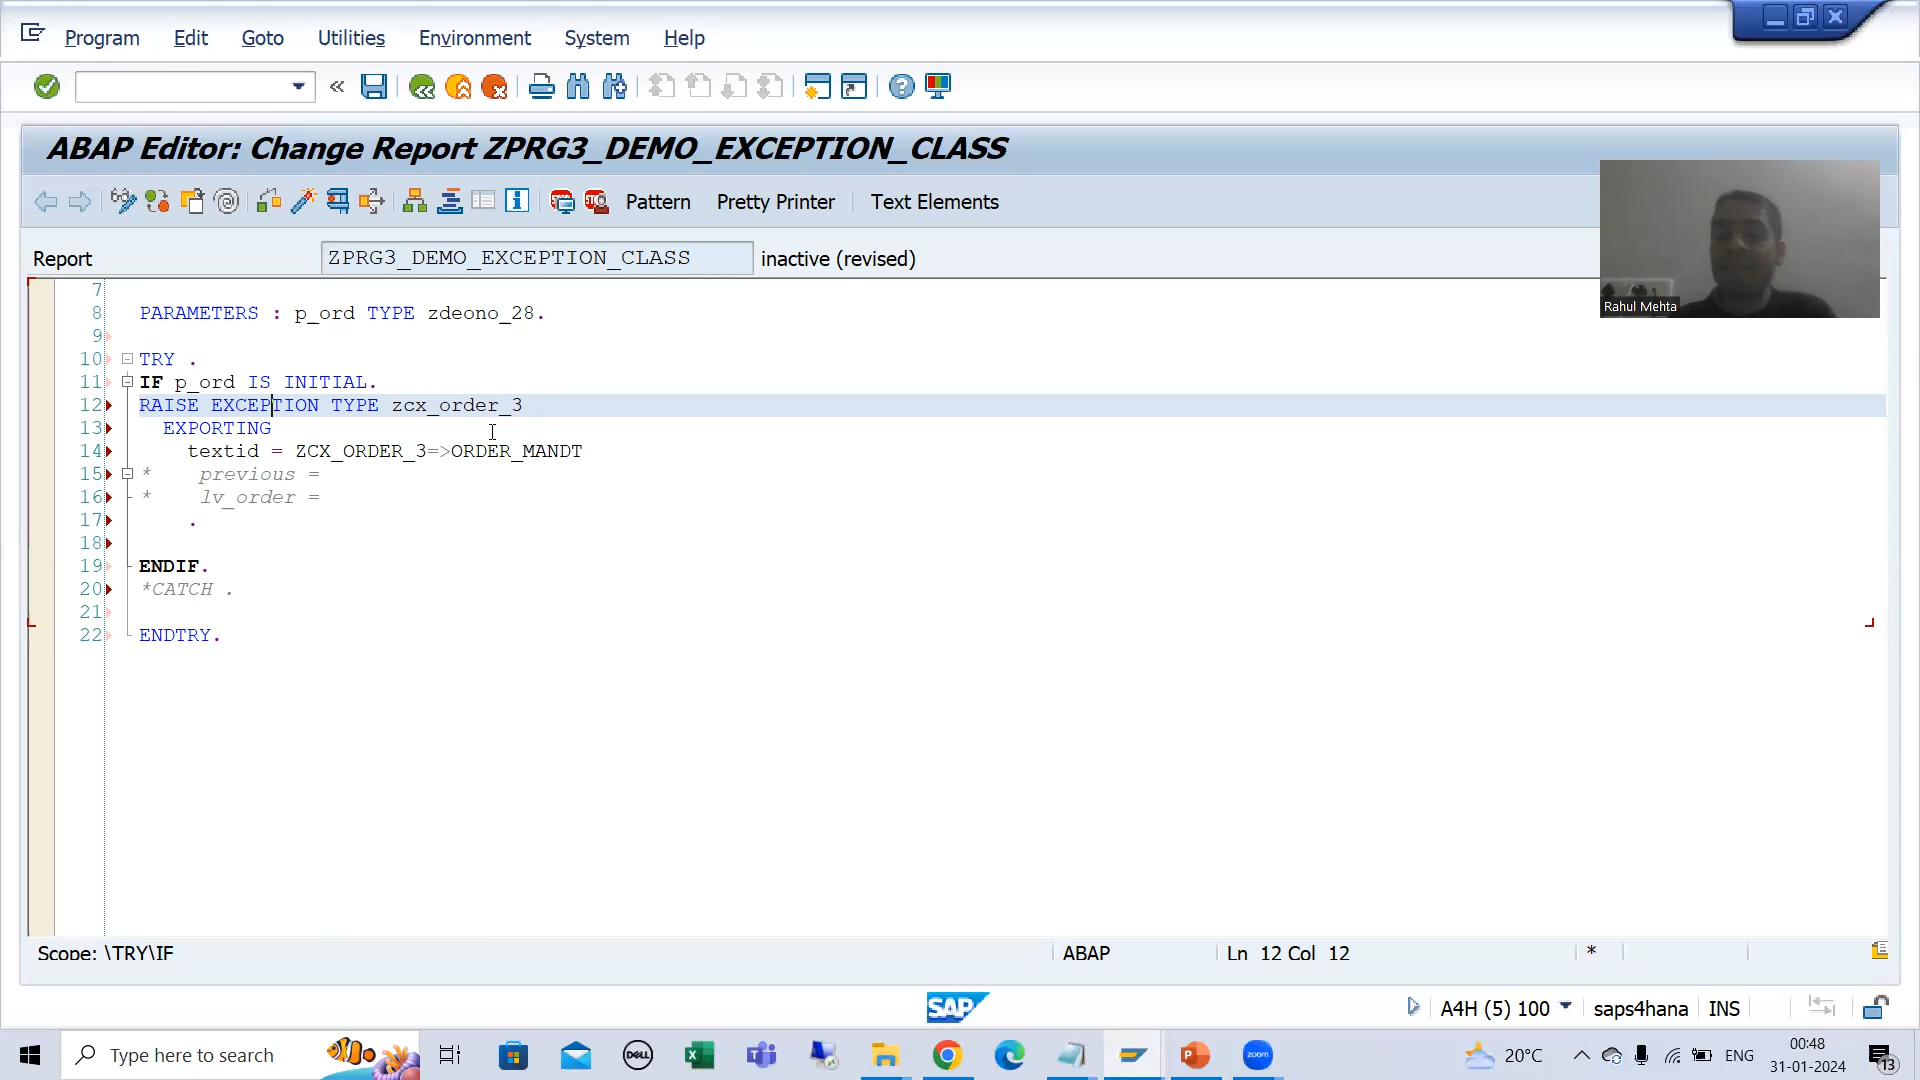 Program Edit Goto Utilities Environment System Help
ABAP Editor: Change Report ZPRG3_DEMO_EXCEPTION_CLASS
Pattern Pretty Printer Text Elements
Report ZPRG3_DEMO_EXCEPTION_CLASS inactive (revised)
Rahul Mehta
7
8 PARAMETERS : p_ord TYPE zdeono_28.
9
10 TRY .
11 IF p_ord IS INITIAL.
12 RAISE EXCEPTION TYPE zcx_order_3
13 EXPORTING
14 textid = ZCX_ORDER_3=>ORDER_MANDT
15 * previous =
16 * lv_order =
17 .
18
19 ENDIF.
20 *CATCH .
21
22 ENDTRY.
Scope: \TRY\IF ABAP Ln 12 Col 12 *
SAP A4H (5) 100 saps4hana INS
Type here to search DELL zoom 20°C ENG 00:48
31-01-2024 13